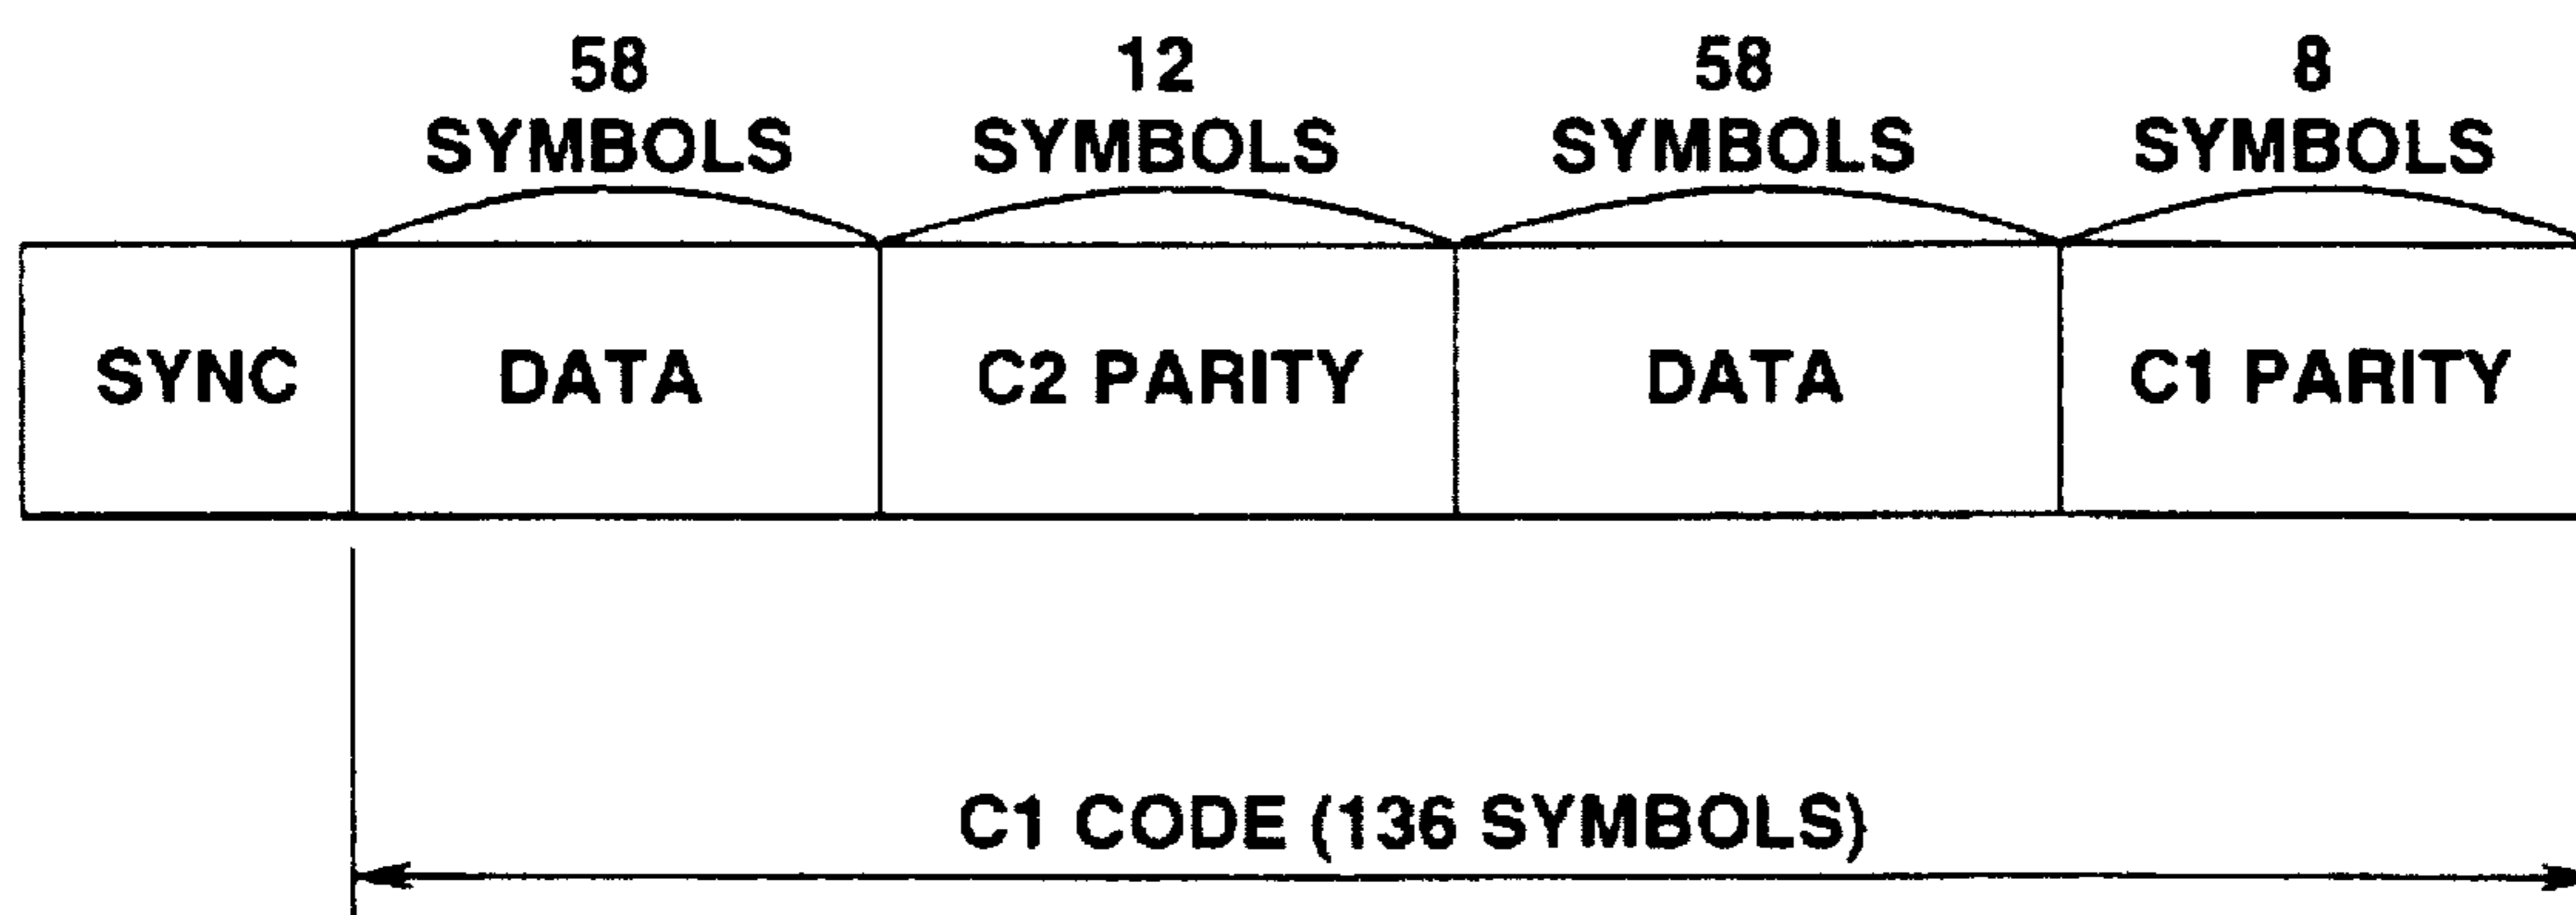 58 12 58 8
SYMBOLS SYMBOLS SYMBOLS SYMBOLS
SYNC DATA C2 PARITY DATA C1 PARITY
C1 CODE (136 SYMBOLS)